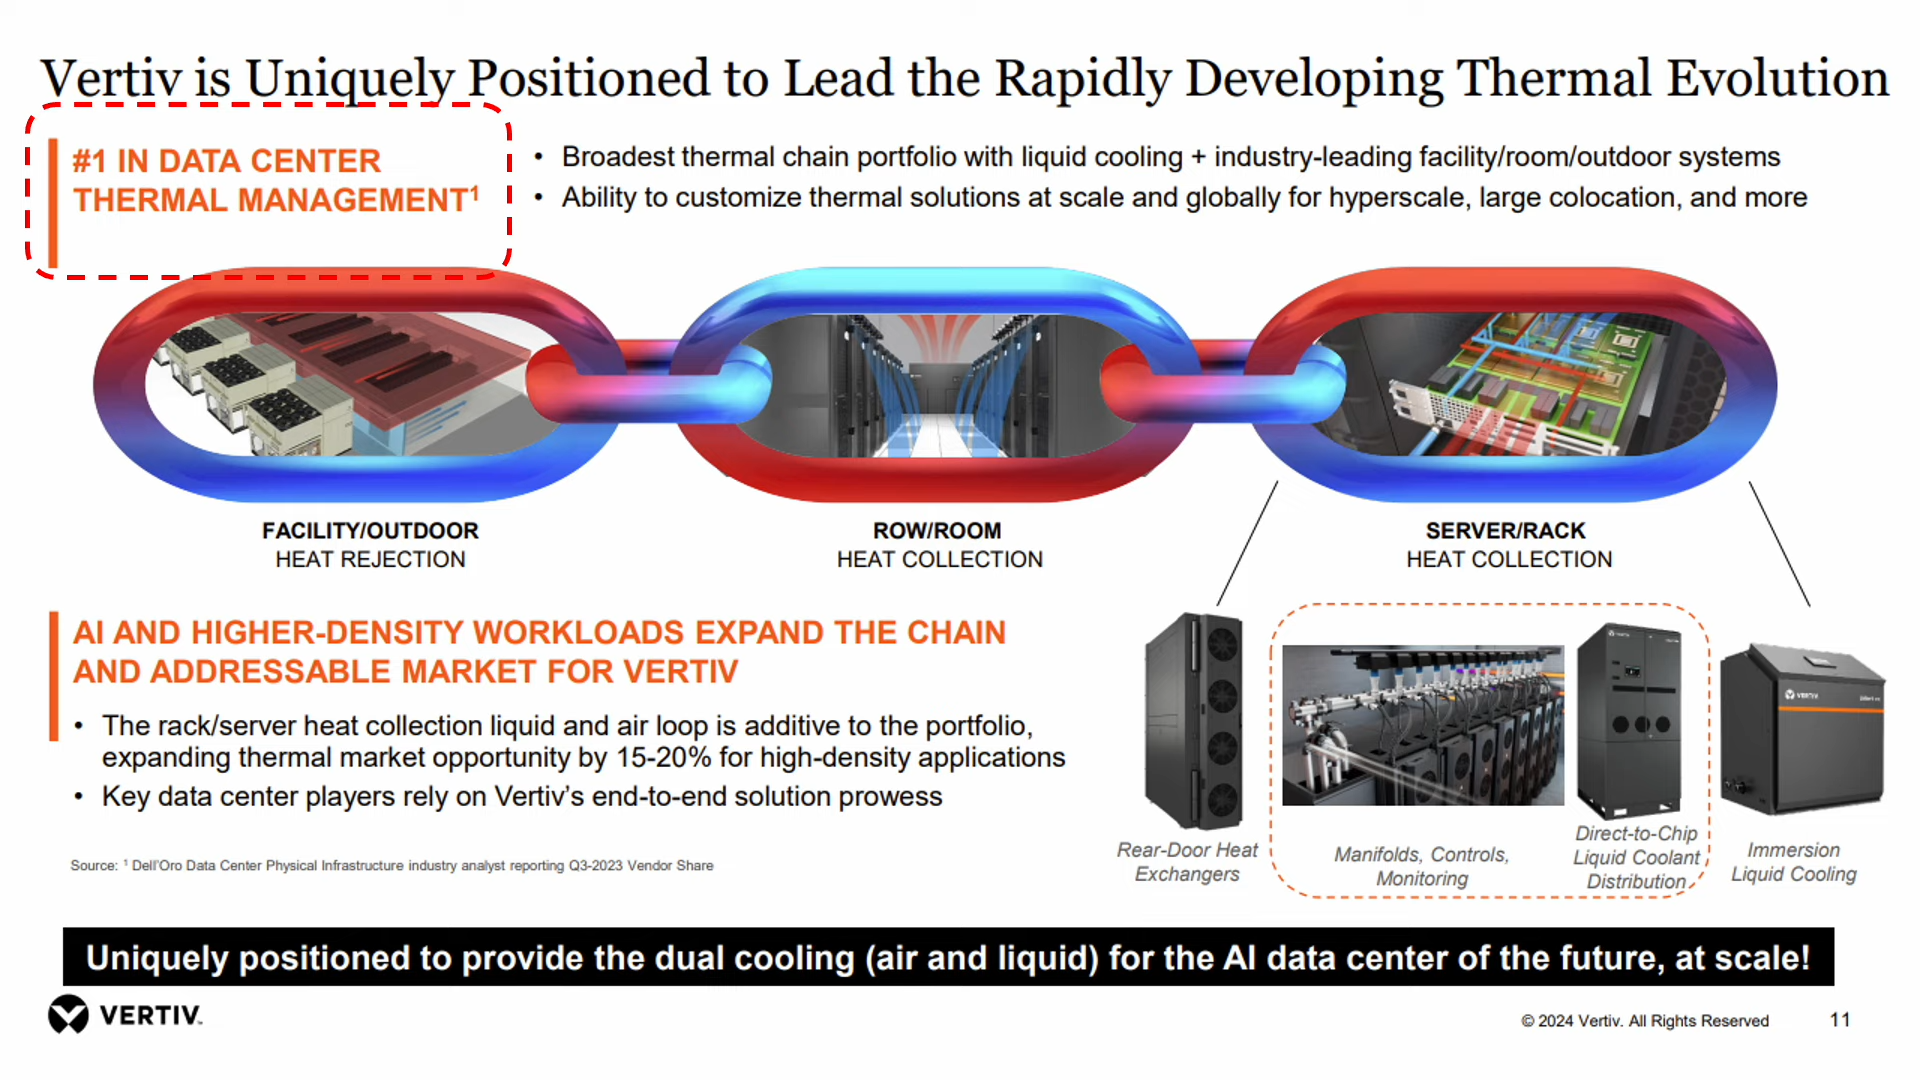 Vertiv is Uniquely Positioned to Lead the Rapidly Developing Thermal Evolution
#1 IN DATA CENTER
THERMAL MANAGEMENT¹
• Broadest thermal chain portfolio with liquid cooling + industry-leading facility/room/outdoor systems
• Ability to customize thermal solutions at scale and globally for hyperscale, large colocation, and more
FACILITY/OUTDOOR
HEAT REJECTION
ROW/ROOM
HEAT COLLECTION
SERVER/RACK
HEAT COLLECTION
AI AND HIGHER-DENSITY WORKLOADS EXPAND THE CHAIN
AND ADDRESSABLE MARKET FOR VERTIV
• The rack/server heat collection liquid and air loop is additive to the portfolio,
expanding thermal market opportunity by 15-20% for high-density applications
• Key data center players rely on Vertiv's end-to-end solution prowess
Source: ¹ Dell'Oro Data Center Physical Infrastructure industry analyst reporting Q3-2023 Vendor Share
Rear-Door Heat
Exchangers
Manifolds, Controls,
Monitoring
Direct-to-Chip
Liquid Coolant
Distribution
VERTIV
Immersion
Liquid Cooling
Uniquely positioned to provide the dual cooling (air and liquid) for the AI data center of the future, at scale!
VERTIV™
© 2024 Vertiv. All Rights Reserved
11